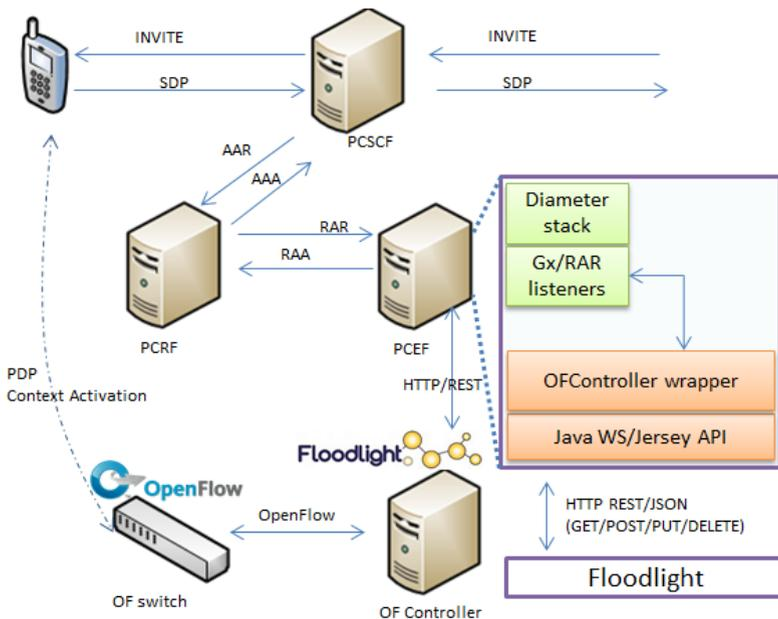 INVITE
INVITE
SDP
SDP
PCSCF
AAR
AAA
Diameter
stack
RAR
RAA
Gx/RAR
listeners
PCRF
PCEF
PDP
Context Activation
HTTP/REST
OFController wrapper
Java WS/Jersey API
Floodlight
OpenFlow
OpenFlow
HTTP REST/JSON
(GET/POST/PUT/DELETE)
Floodlight
OF switch
OF Controller